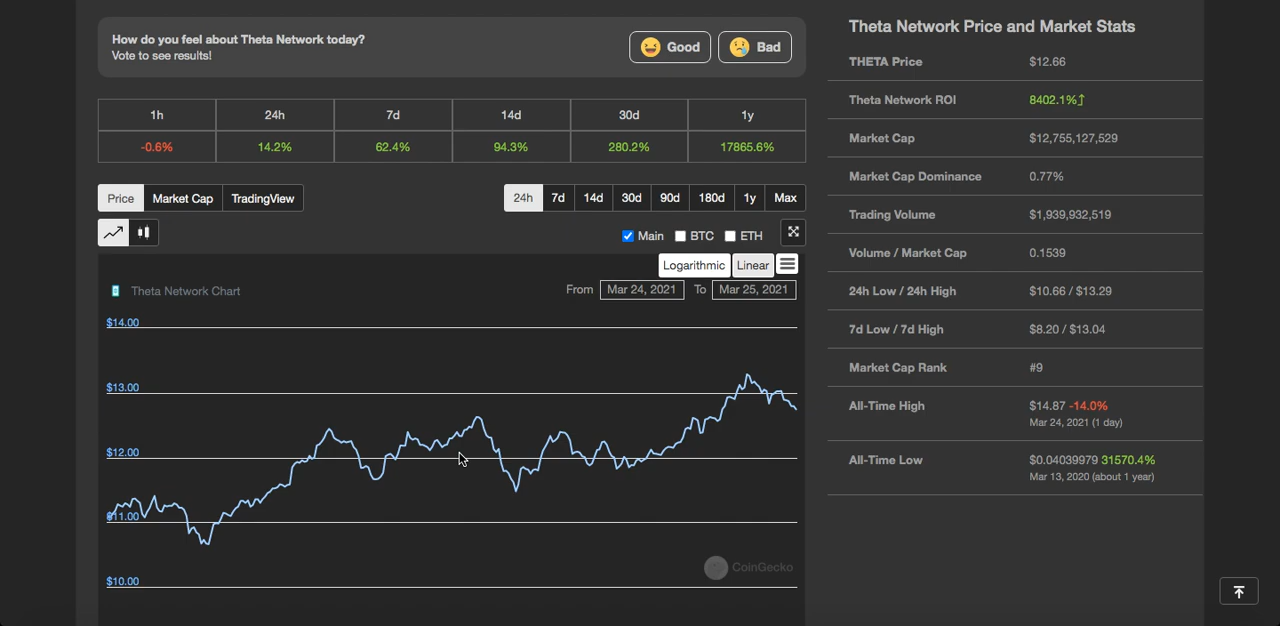 How do you feel about Theta Network today?
Vote to see results!
Good
Bad
1h 24h 7d 14d 30d 1y
-0.6% 14.2% 62.4% 94.3% 280.2% 17865.6%
Price Market Cap TradingView
24h 7d 14d 30d 90d 180d 1y Max
Main BTC ETH
Logarithmic Linear
Theta Network Chart
From Mar 24, 2021 To Mar 25, 2021
$14.00
$13.00
$12.00
$11.00
$10.00
CoinGecko
Theta Network Price and Market Stats
THETA Price $12.66
Theta Network ROI 8402.1%
Market Cap $12,755,127,529
Market Cap Dominance 0.77%
Trading Volume $1,939,932,519
Volume / Market Cap 0.1539
24h Low / 24h High $10.66 / $13.29
7d Low / 7d High $8.20 / $13.04
Market Cap Rank #9
All-Time High $14.87 -14.0%
Mar 24, 2021 (1 day)
All-Time Low $0.04039979 31570.4%
Mar 13, 2020 (about 1 year)